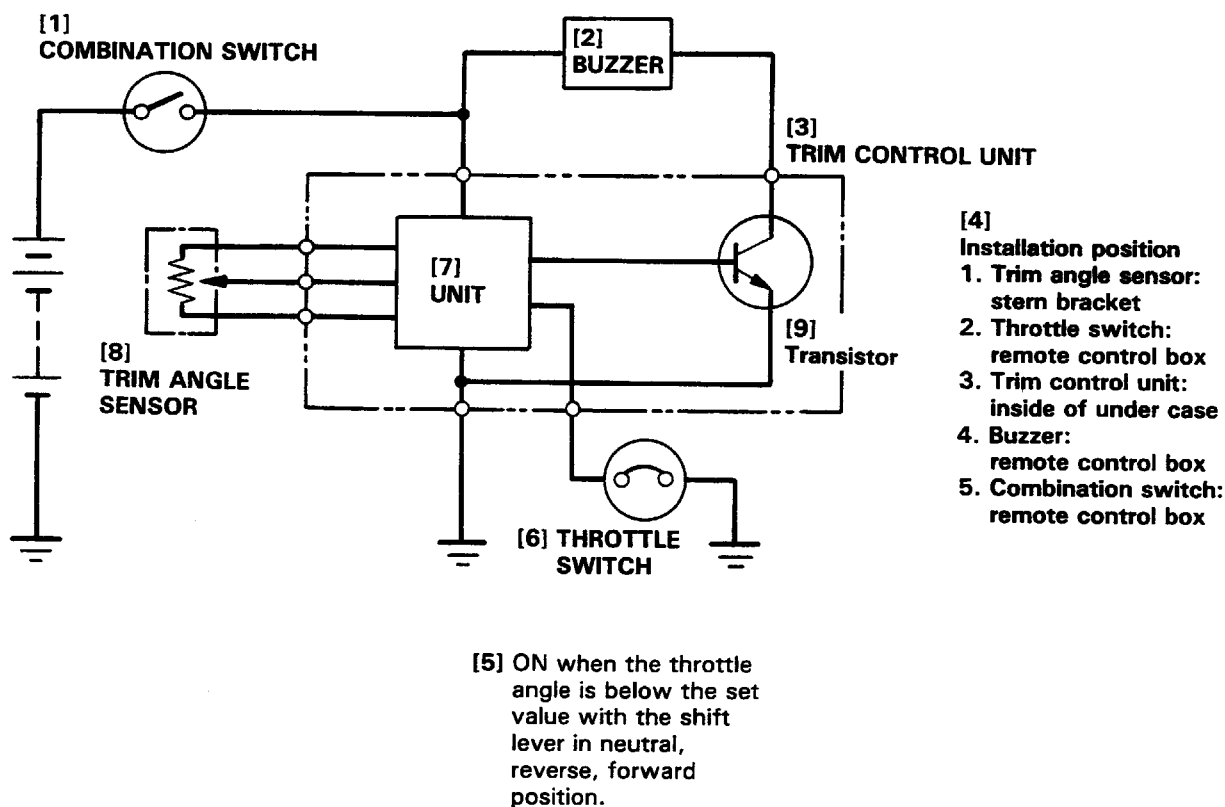 [1]
COMBINATION SWITCH
[2]
BUZZER
[3]
TRIM CONTROL UNIT
[4]
Installation position
1. Trim angle sensor:
stern bracket
2. Throttle switch:
remote control box
3. Trim control unit:
inside of under case
4. Buzzer:
remote control box
5. Combination switch:
remote control box
[7]
UNIT
[8]
TRIM ANGLE
SENSOR
[9]
Transistor
[6] THROTTLE
SWITCH
[5] ON when the throttle
angle is below the set
value with the shift
lever in neutral,
reverse, forward
position.